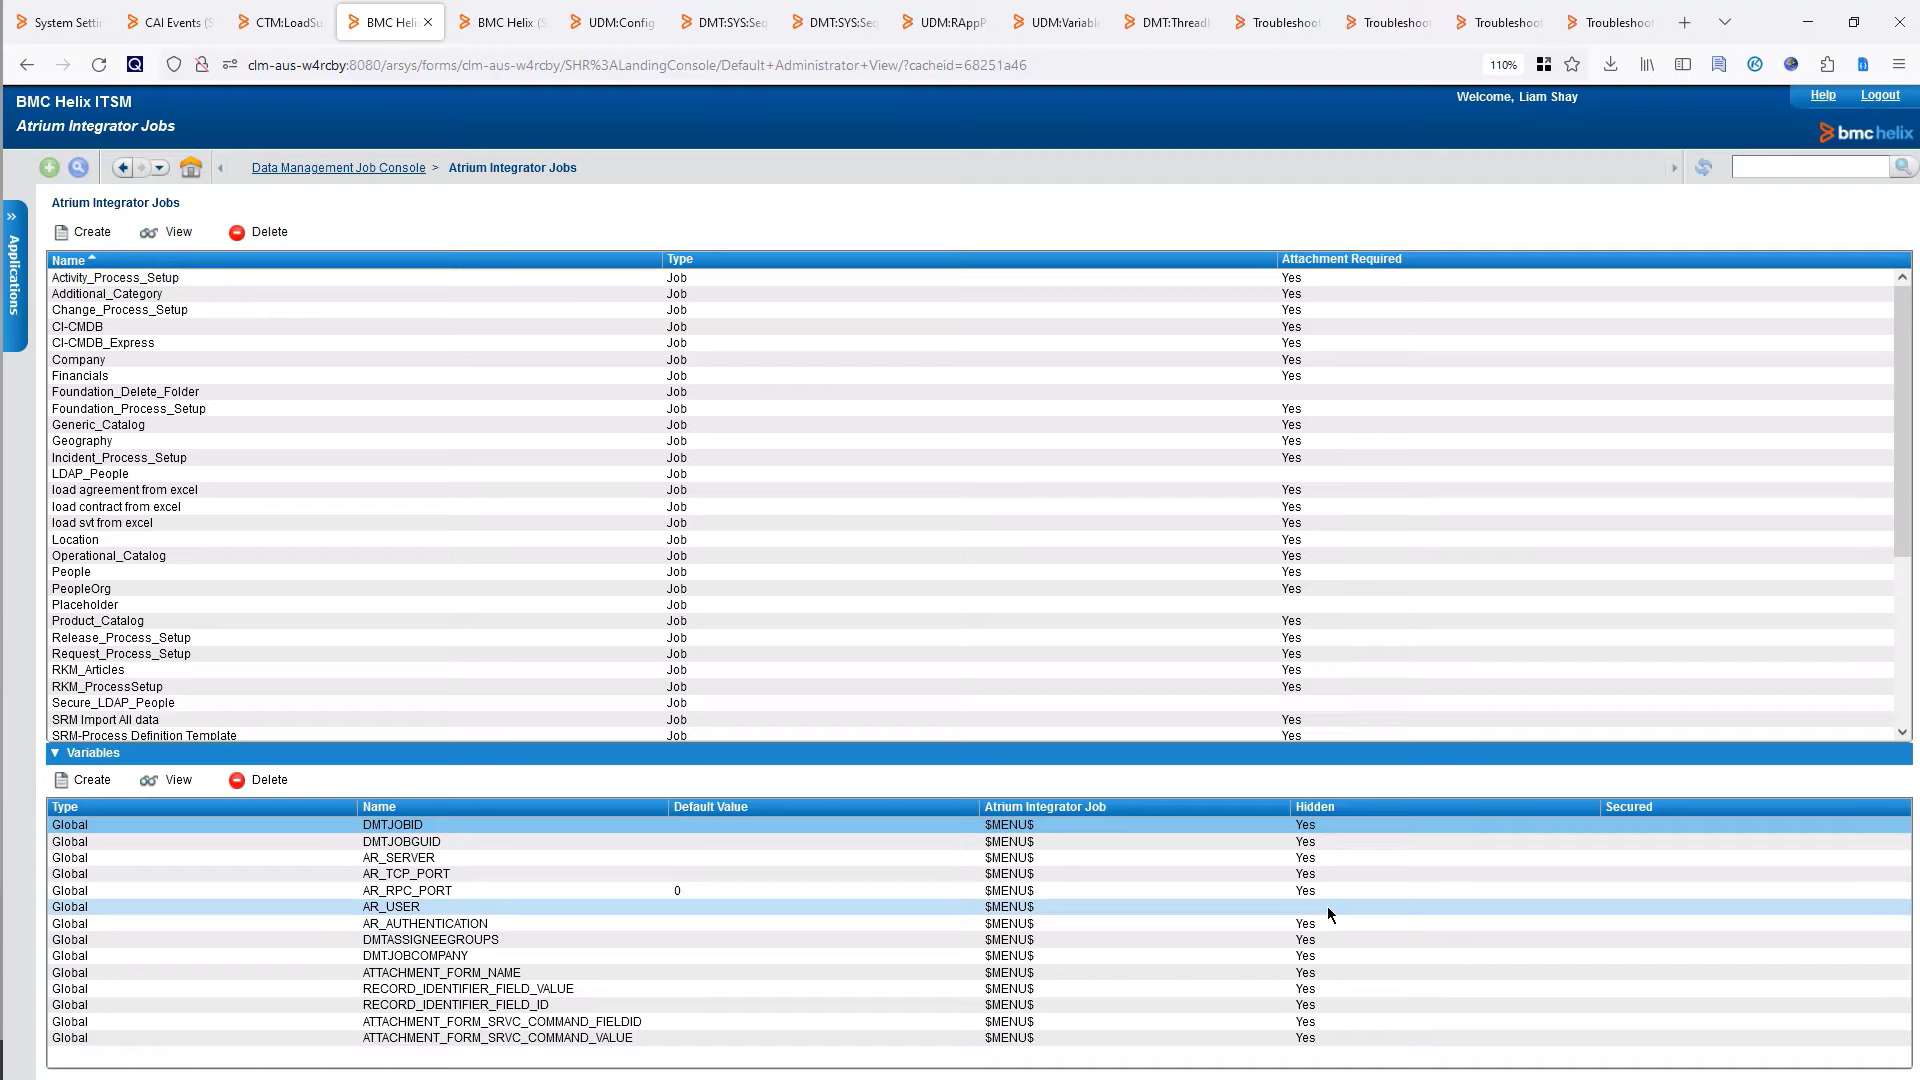 System Setti
CAI Events (S
CTM:LoadSu
BMC Heli
BMC Helix (S
UDM:Config
DMT:SYS:Seq
DMT:SYS:Seq
UDM:RAppP
UDM:Variabl
DMT:Threadl
Troubleshoot
Troubleshoot
Troubleshoot
Troubleshoot
clm-aus-w4rcby:8080/arsys/forms/clm-aus-w4rcby/SHR%3ALandingConsole/Default+Administrator+View/?cacheid=68251a46
110%
BMC Helix ITSM
Welcome, Liam Shay
Help Logout
Atrium Integrator Jobs
bmchelix
Data Management Job Console > Atrium Integrator Jobs
Applications
Atrium Integrator Jobs
Create View Delete
Name Type Attachment Required
Activity_Process_Setup Job Yes
Additional_Category Job Yes
Change_Process_Setup Job Yes
CI-CMDB Job Yes
CI-CMDB_Express Job Yes
Company Job Yes
Financials Job Yes
Foundation_Delete_Folder Job
Foundation_Process_Setup Job Yes
Generic_Catalog Job Yes
Geography Job Yes
Incident_Process_Setup Job Yes
LDAP_People Job
load agreement from excel Job Yes
load contract from excel Job Yes
load svt from excel Job Yes
Location Job Yes
Operational_Catalog Job Yes
People Job Yes
PeopleOrg Job Yes
Placeholder Job
Product_Catalog Job Yes
Release_Process_Setup Job Yes
Request_Process_Setup Job Yes
RKM_Articles Job Yes
RKM_ProcessSetup Job Yes
Secure_LDAP_People Job
SRM Import All data Job Yes
SRM-Process Definition Template Job Yes
Variables
Create View Delete
Type Name Default Value Atrium Integrator Job Hidden Secured
Global DMTJOBID $MENU$ Yes
Global DMTJOBGUID $MENU$ Yes
Global AR_SERVER $MENU$ Yes
Global AR_TCP_PORT $MENU$ Yes
Global AR_RPC_PORT 0 $MENU$ Yes
Global AR_USER $MENU$
Global AR_AUTHENTICATION $MENU$ Yes
Global DMTASSIGNEEGROUPS $MENU$ Yes
Global DMTJOBCOMPANY $MENU$ Yes
Global ATTACHMENT_FORM_NAME $MENU$ Yes
Global RECORD_IDENTIFIER_FIELD_VALUE $MENU$ Yes
Global RECORD_IDENTIFIER_FIELD_ID $MENU$ Yes
Global ATTACHMENT_FORM_SRVC_COMMAND_FIELDID $MENU$ Yes
Global ATTACHMENT_FORM_SRVC_COMMAND_VALUE $MENU$ Yes